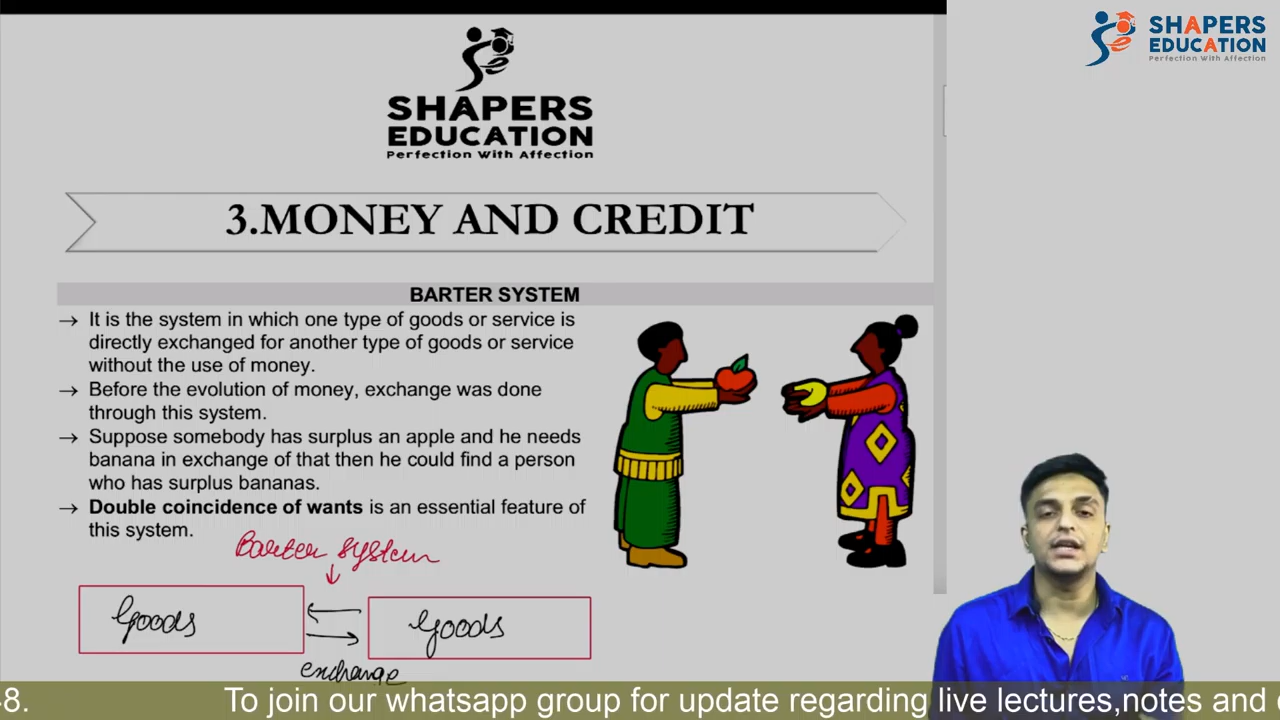 SHAPERS
EDUCATION
Perfection With Affection
SHAPERS
EDUCATION
Perfection With Affection
3.MONEY AND CREDIT
BARTER SYSTEM
→ It is the system in which one type of goods or service is
directly exchanged for another type of goods or service
without the use of money.
→ Before the evolution of money, exchange was done
through this system.
→ Suppose somebody has surplus an apple and he needs
banana in exchange of that then he could find a person
who has surplus bananas.
→ Double coincidence of wants is an essential feature of
this system.
Barter system
Goods
Goods
exchange
-8. To join our whatsapp group for update regarding live lectures,notes and